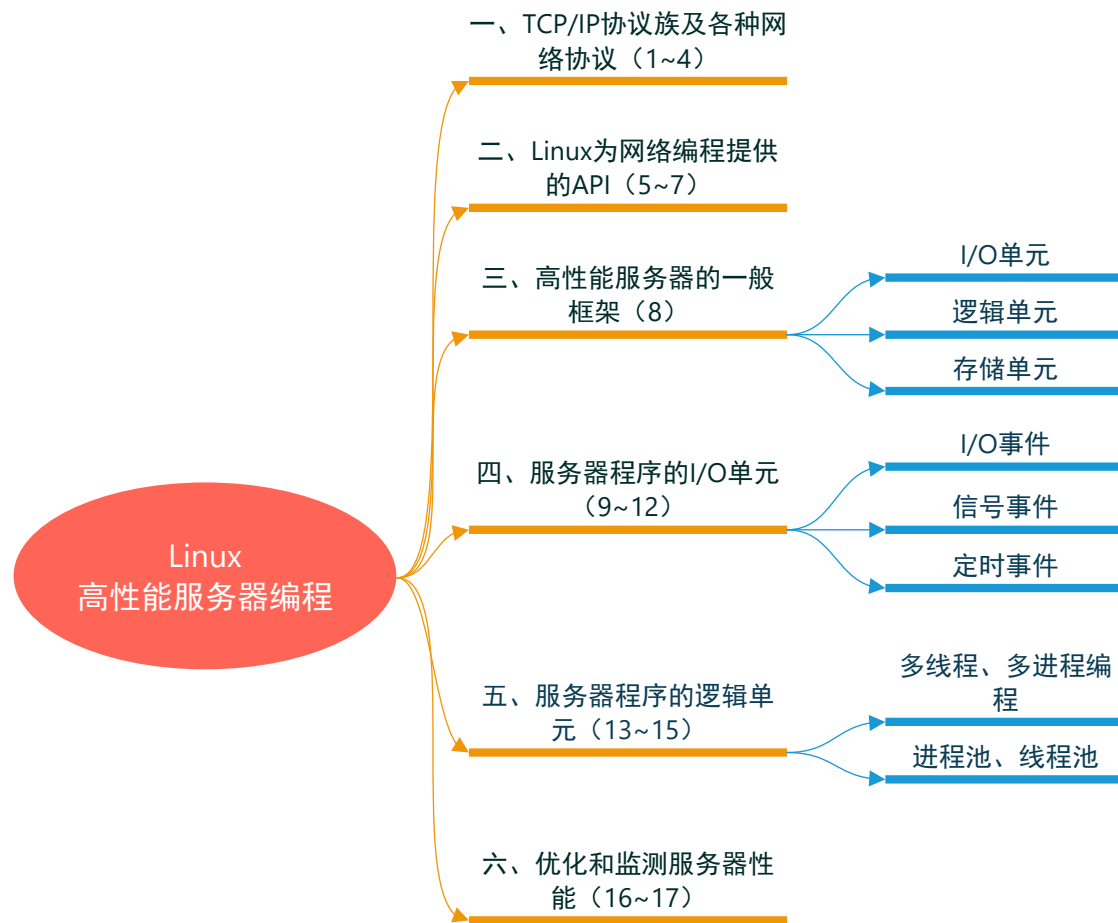 Linux
高性能服务器编程
一、TCP/IP协议族及各种网
络协议（1~4）
二、Linux为网络编程提供
的API（5~7）
三、高性能服务器的一般
框架（8）
I/O单元
逻辑单元
存储单元
四、服务器程序的I/O单元
（9~12）
I/O事件
信号事件
定时事件
五、服务器程序的逻辑单
元（13~15）
多线程、多进程编
程
进程池、线程池
六、优化和监测服务器性
能（16~17）